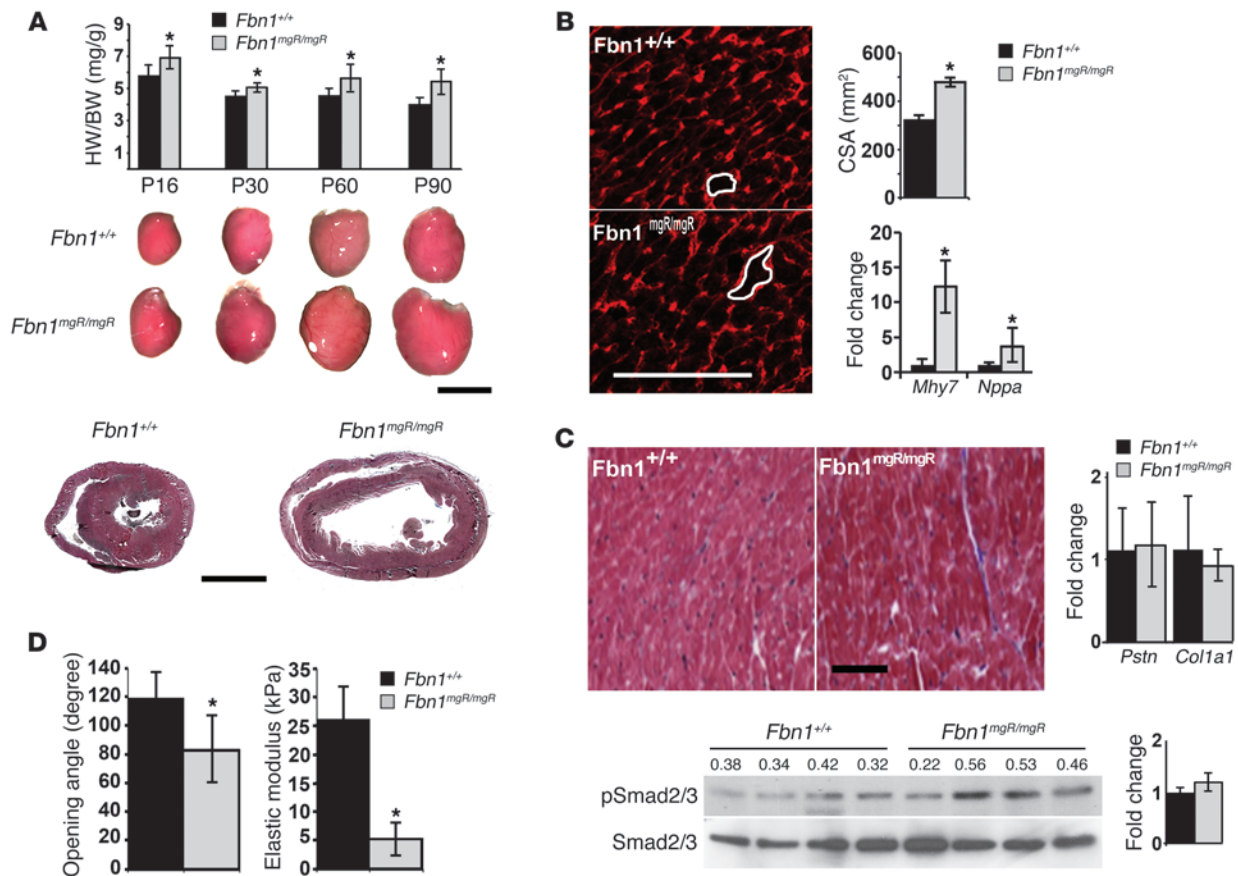 A
Fbn1+/+
Fbn1mgR/mgR
HW/BW (mg/g)
9
7
5
3
1
* * * *
P16 P30 P60 P90
Fbn1+/+
Fbn1mgR/mgR
Fbn1+/+ Fbn1mgR/mgR
B
Fbn1+/+
Fbn1 mgR/mgR
Fbn1+/+
Fbn1mgR/mgR
CSA (mm2)
600
400
200
0
*
Fold change
20
15
10
5
0
* *
Mhy7 Nppa
C
Fbn1+/+ Fbn1mgR/mgR
Fbn1+/+
Fbn1mgR/mgR
Fold change
2
1
0
Pstn Col1a1
Fbn1+/+ Fbn1mgR/mgR
0.38 0.34 0.42 0.32 0.22 0.56 0.53 0.46
pSmad2/3
Smad2/3
Fold change
2
1
0
D
Opening angle (degree)
140
120
100
80
60
40
20
0
*
Elastic modulus (kPa)
35
30
25
20
15
10
5
0
*
Fbn1+/+
Fbn1mgR/mgR